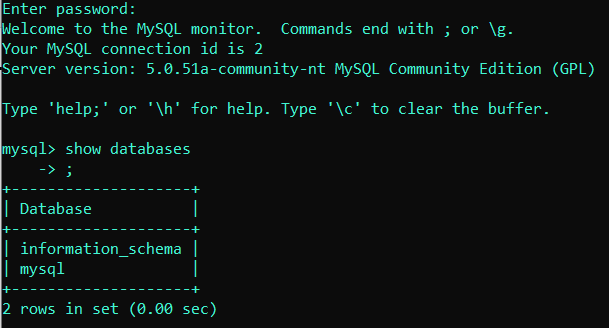 Enter password:
Welcome to the MySQL monitor.  Commands end with ; or \g.
Your MySQL connection id is 2
Server version: 5.0.51a-community-nt MySQL Community Edition (GPL)

Type 'help;' or '\h' for help. Type '\c' to clear the buffer.

mysql> show databases
    -> ;
+--------------------+
| Database           |
+--------------------+
| information_schema |
| mysql              |
+--------------------+
2 rows in set (0.00 sec)